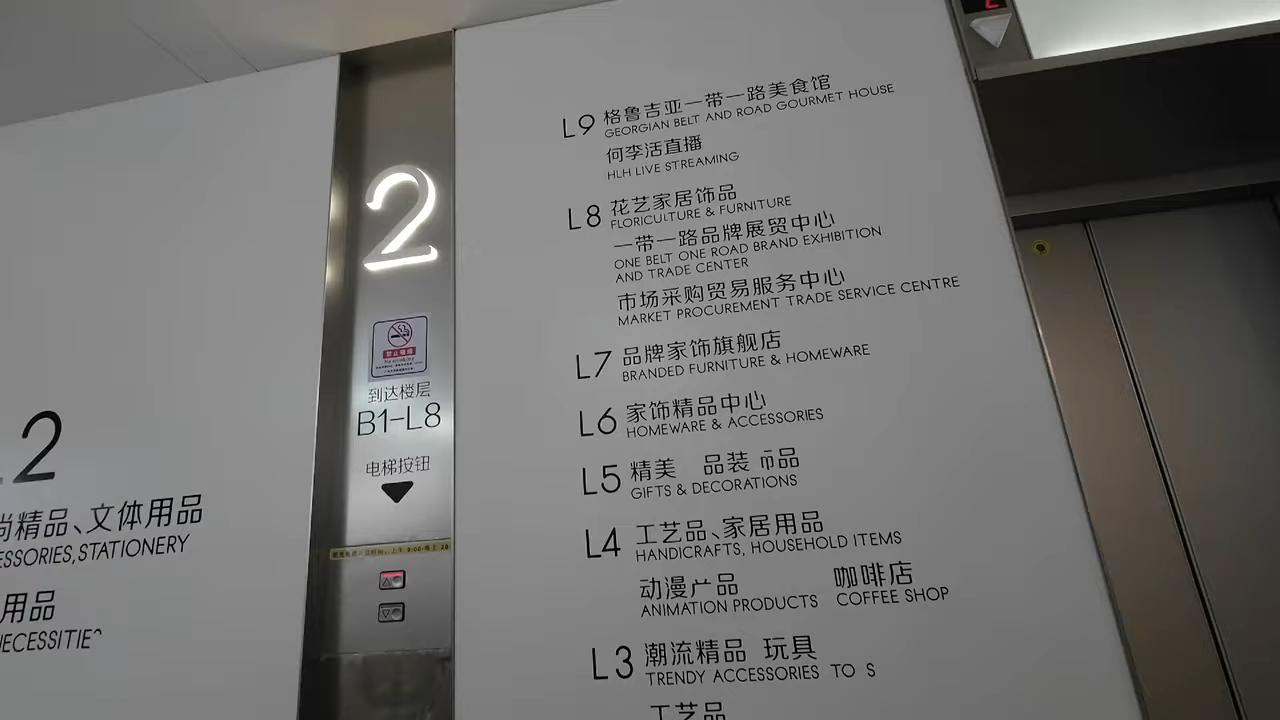 L9 格鲁吉亚一带一路美食馆
GEORGIAN BELT AND ROAD GOURMET HOUSE
何李活直播
HLH LIVE STREAMING
L8 花艺家居饰品
FLORICULTURE & FURNITURE
一带一路品牌展贸中心
ONE BELT ONE ROAD BRAND EXHIBITION
AND TRADE CENTER
市场采购贸易服务中心
MARKET PROCUREMENT TRADE SERVICE CENTRE
L7 品牌家饰旗舰店
BRANDED FURNITURE & HOMEWARE
L6 家饰精品中心
HOMEWARE & ACCESSORIES
L5 精美 品装 品
GIFTS & DECORATIONS
L4 工艺品、家居用品
HANDICRAFTS, HOUSEHOLD ITEMS
动漫产品 咖啡店
ANIMATION PRODUCTS COFFEE SHOP
L3 潮流精品 玩具
TRENDY ACCESSORIES TO S
工艺品
2
禁止吸烟
No smoking
到达楼层
B1-L8
电梯按钮
2
尚精品、文体用品
ESSORIES, STATIONERY
用品
NECESSITIE